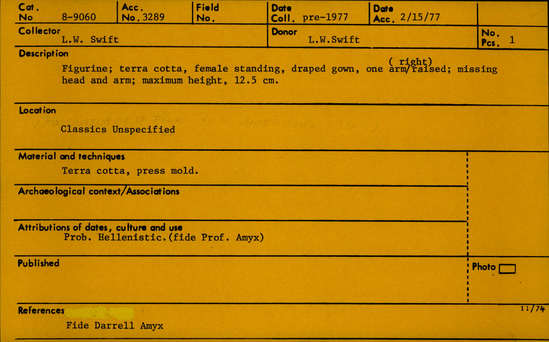 Cat. No 8-9060 Acc. No. 3289 Field No. Date Coll. pre-1977 Date Acc. 2/15/77
Collector L.W. Swift Donor L.W.Swift No. Pcs. 1
Description
( right)
Figurine; terra cotta, female standing, draped gown, one arm/raised; missing
head and arm; maximum height, 12.5 cm.
Location
Classics Unspecified
Material and techniques
Terra cotta, press mold.
Archaeological context/Associations
Attributions of dates, culture and use
Prob. Hellenistic.(fide Prof. Amyx)
Published Photo
References 11/74
Fide Darrell Amyx